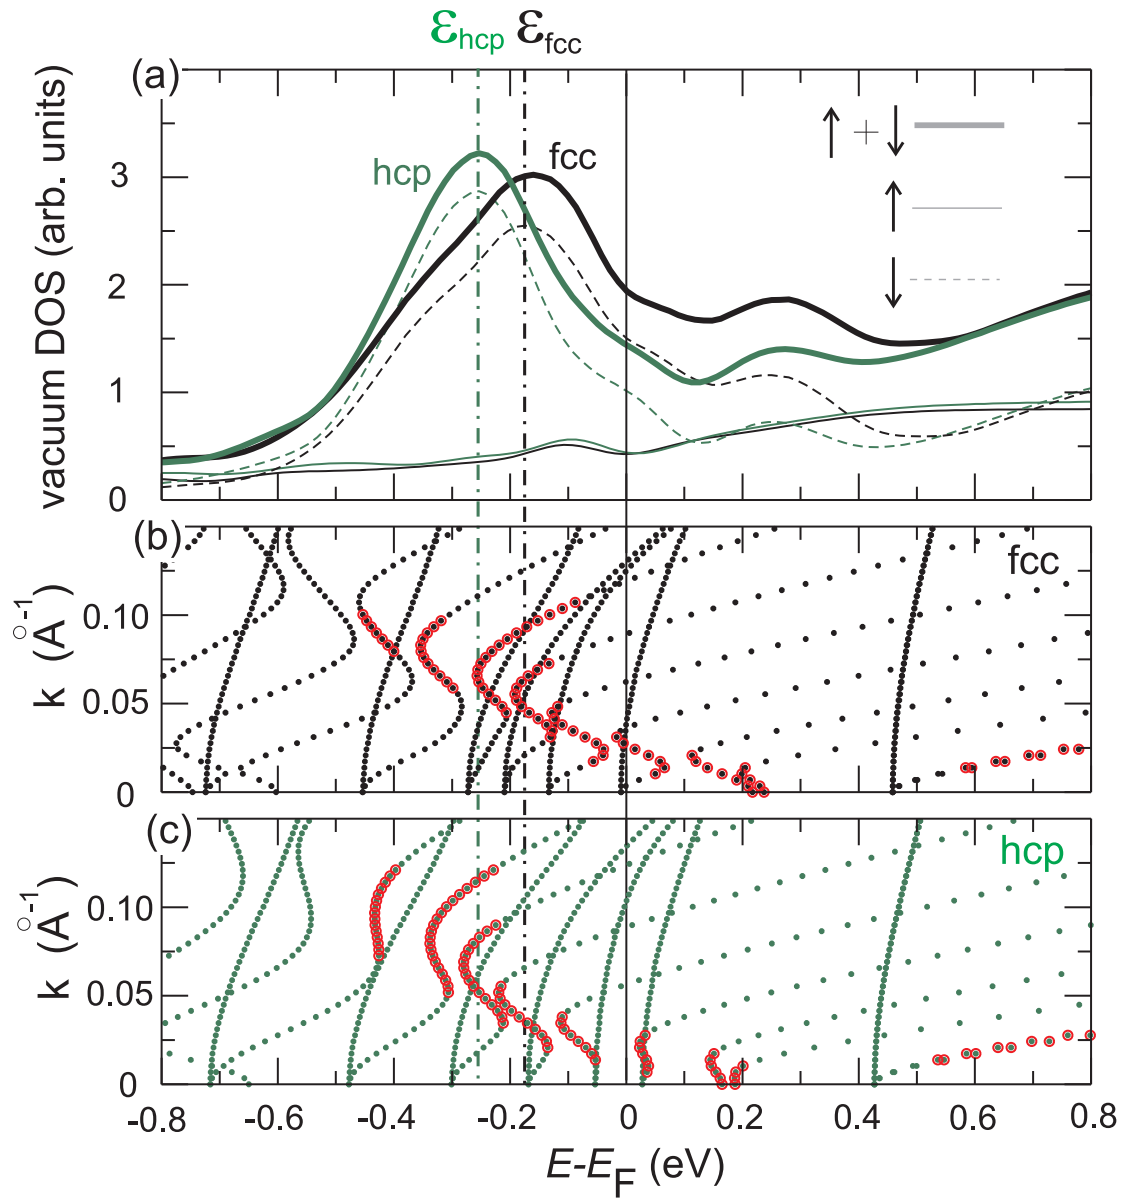 εhcp εfcc
(a)
vacuum DOS (arb. units)
3
2
1
0
hcp
fcc
↑ + ↓
↑
↓
(b)
fcc
k (Å-1)
0.10
0.05
0
(c)
hcp
k (Å-1)
0.10
0.05
0
-0.8 -0.6 -0.4 -0.2 0 0.2 0.4 0.6 0.8
E-EF (eV)